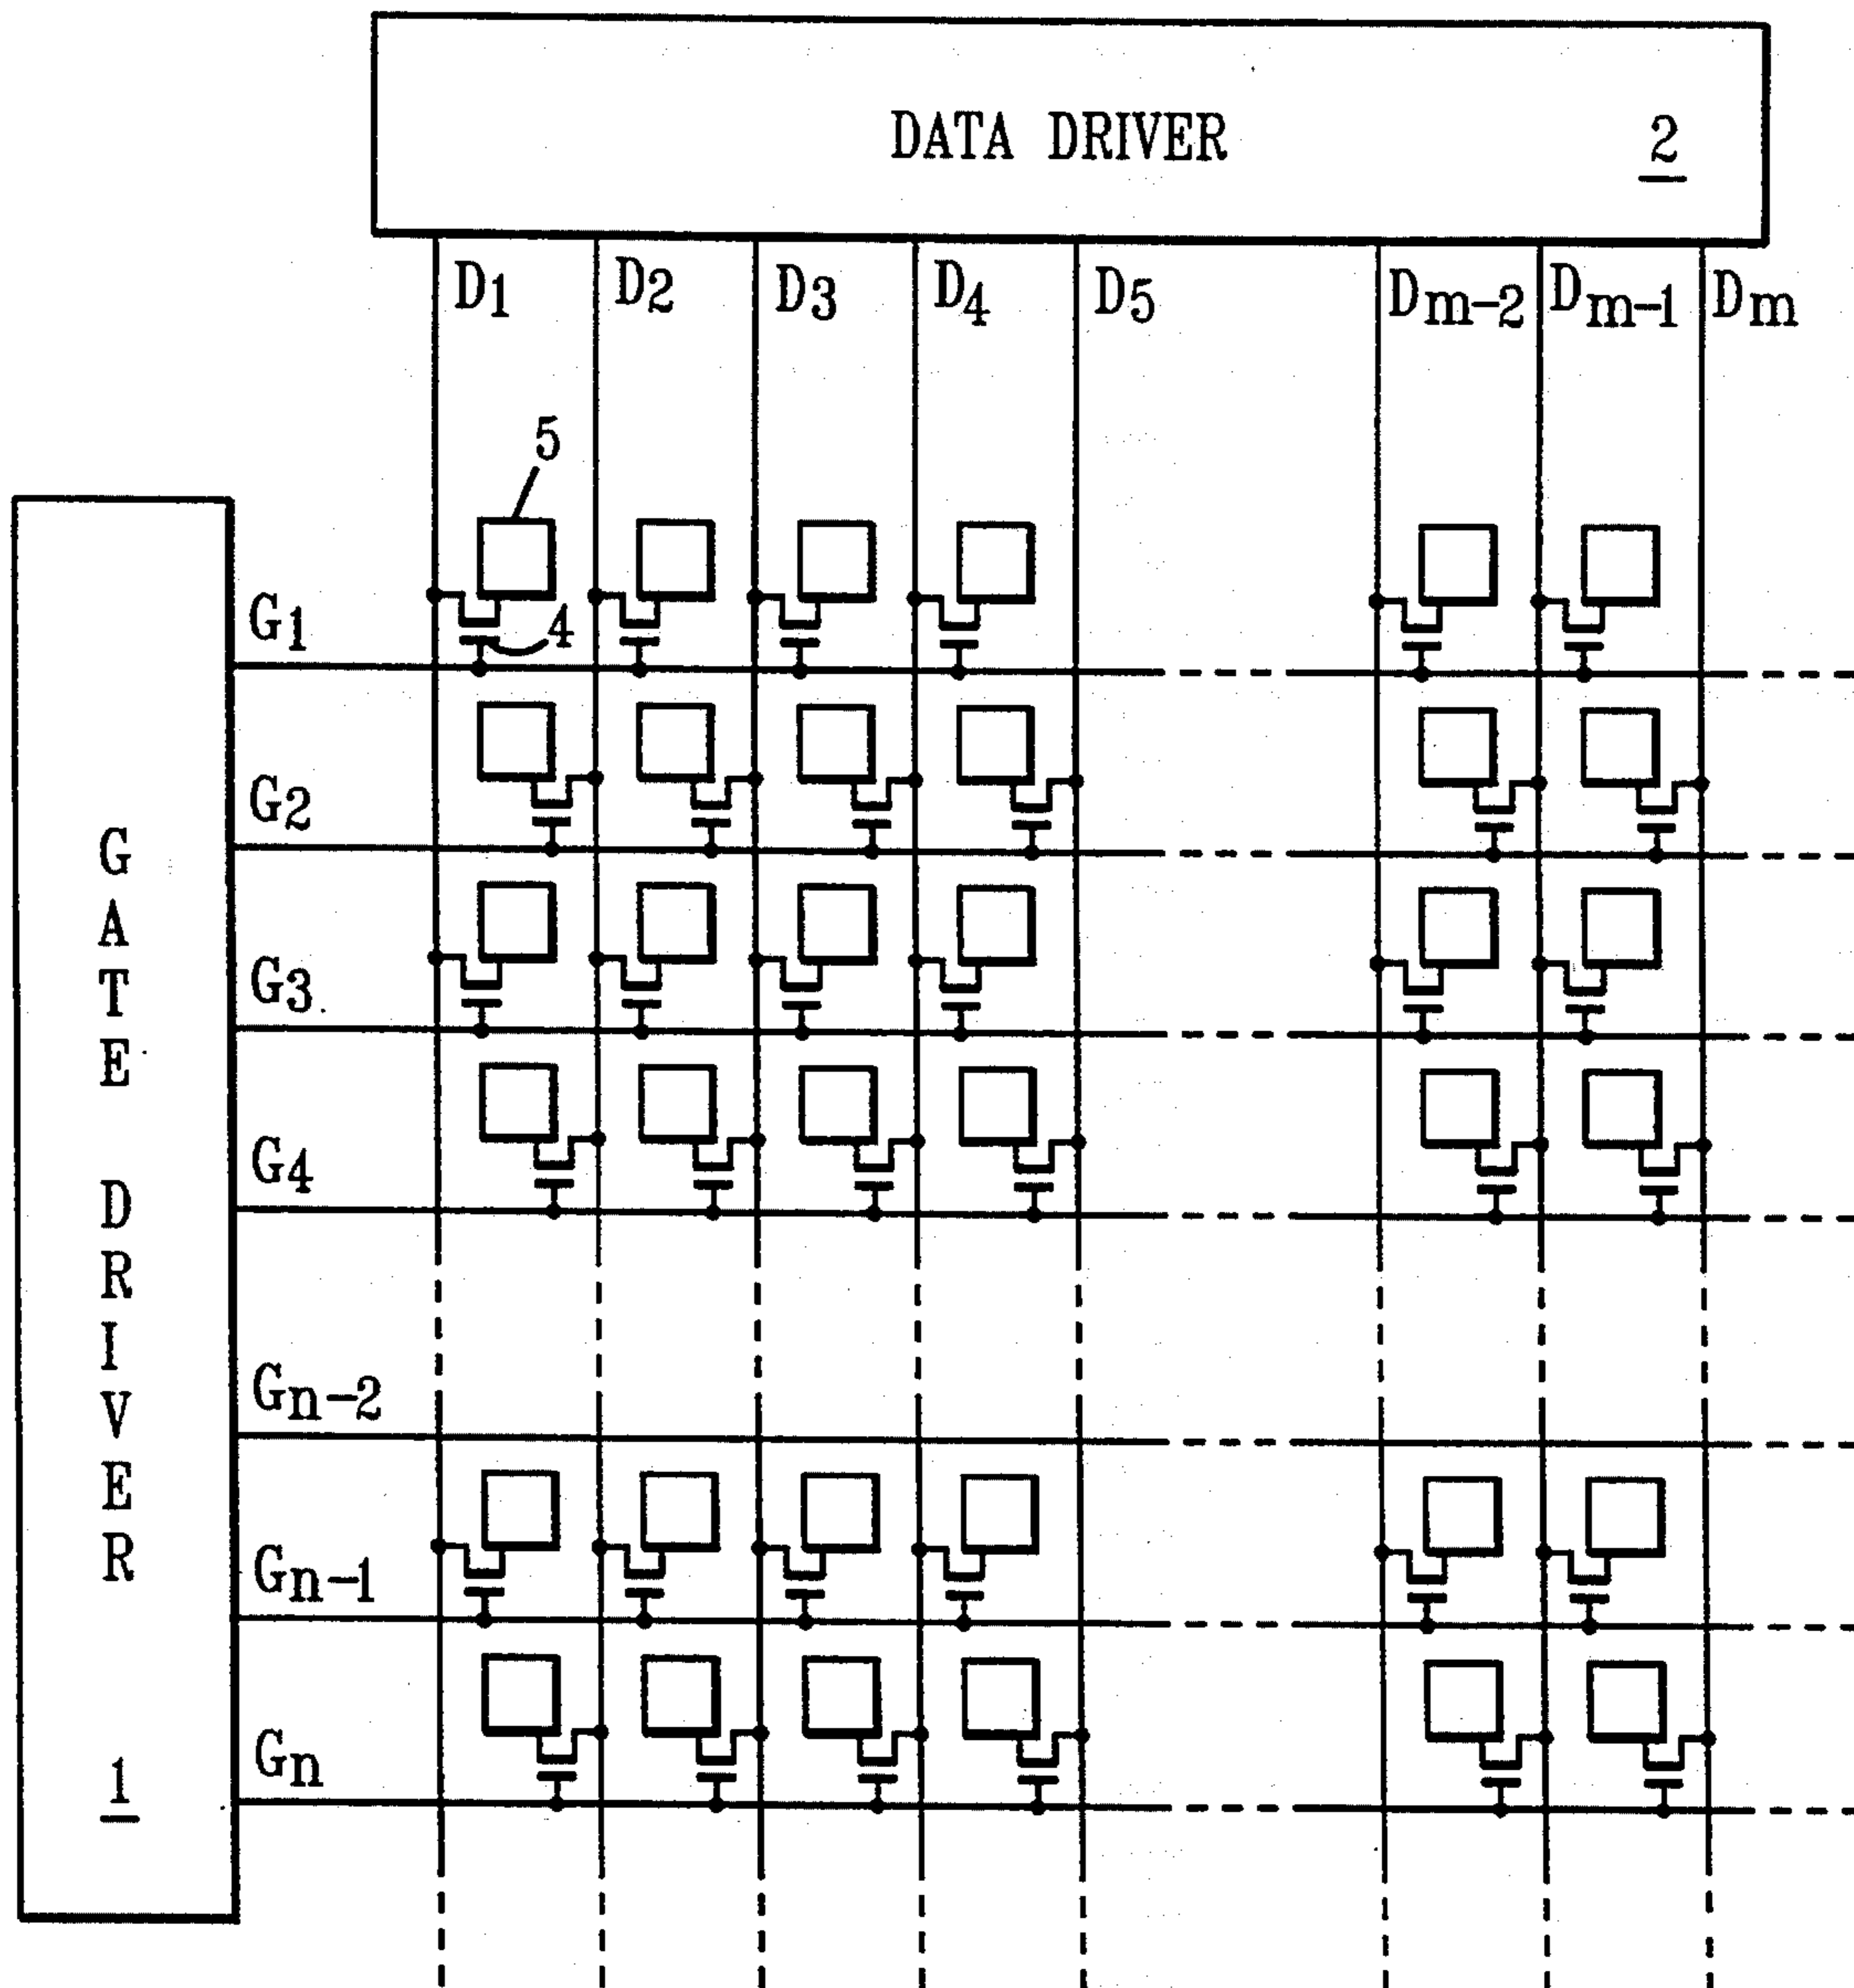 DATA DRIVER 2
D1 D2 D3 D4 D5 Dm-2 Dm-1 Dm
5
4
G1
G2
G3
G4
Gn-2
Gn-1
Gn
GATE DRIVER
1